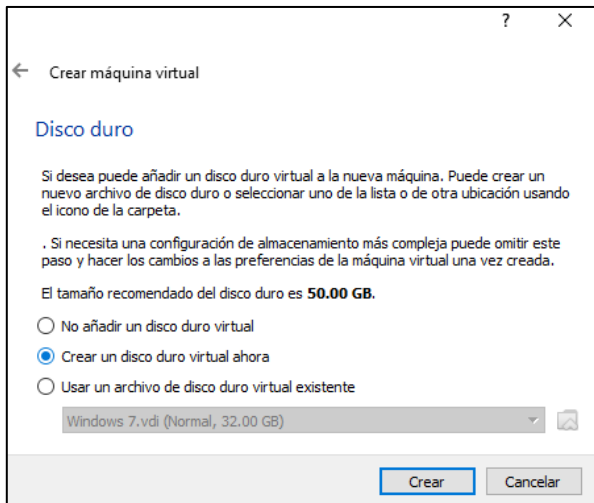 ?
Crear máquina virtual
Disco duro
Si desea puede añadir un disco duro virtual a la nueva máquina. Puede crear un
nuevo archivo de disco duro o seleccionar uno de la lista o de otra ubicación usando
el icono de la carpeta.
. Si necesita una configuración de almacenamiento más compleja puede omitir este
paso y hacer los cambios a las preferencias de la máquina virtual una vez creada.
El tamaño recomendado del disco duro es 50.00 GB.
No añadir un disco duro virtual
Crear un disco duro virtual ahora
Usar un archivo de disco duro virtual existente
Windows 7.vdi (Normal, 32.00 GB)
Crear Cancelar